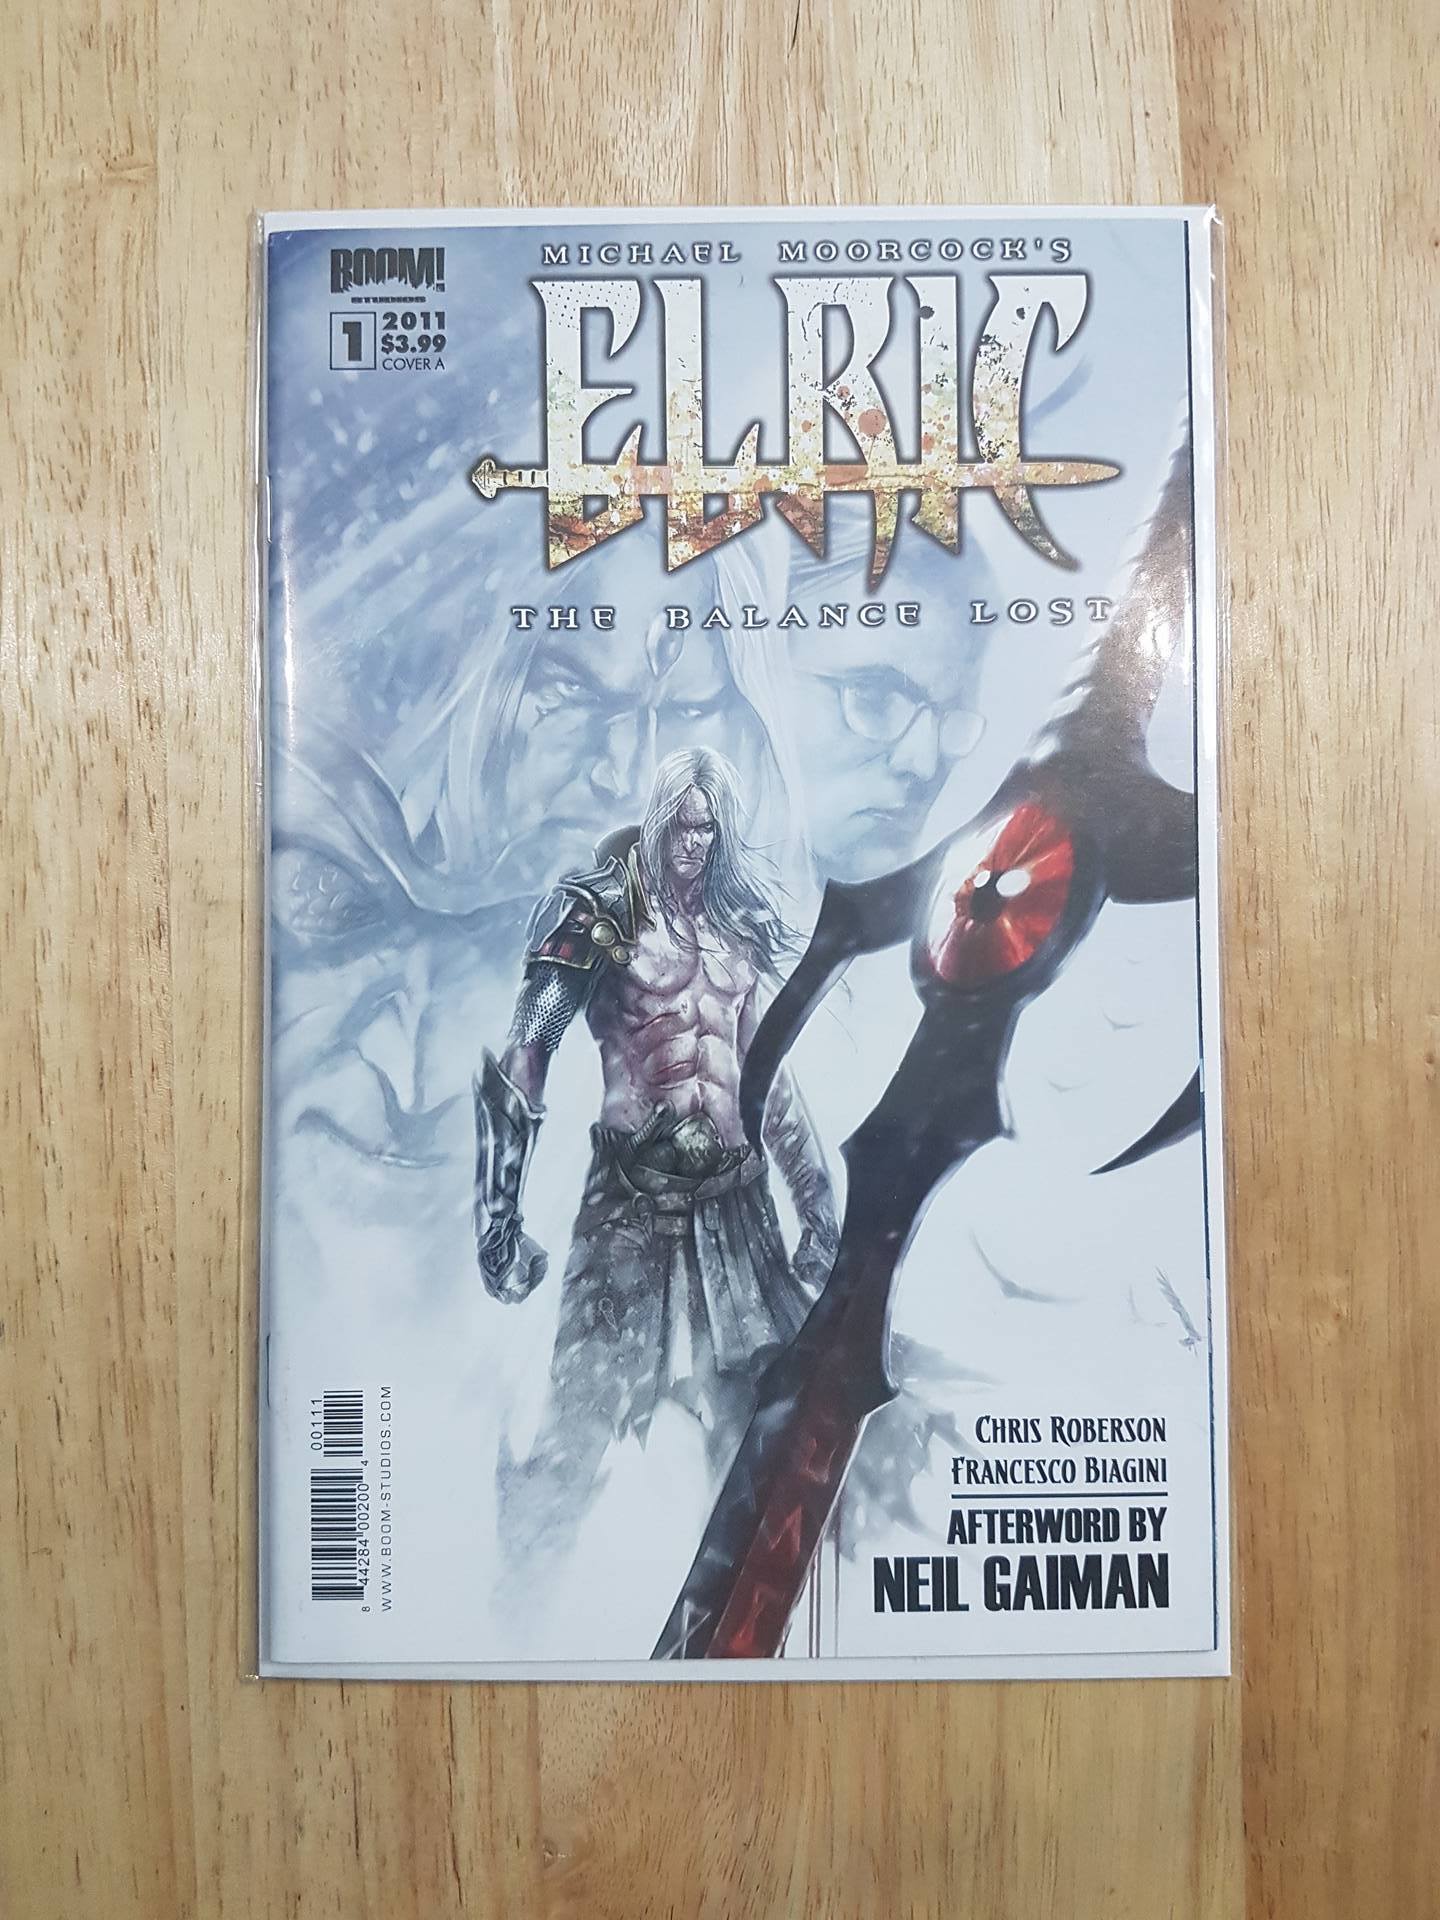 BOOM!
STUDIOS
1
2011
$3.99
COVER A
MICHAEL MOORCOCK'S
ELRIC
THE BALANCE LOST
CHRIS ROBERSON
FRANCESCO BIAGINI
AFTERWORD BY
NEIL GAIMAN
00111
8 44284 00200 4
WWW.BOOM-STUDIOS.COM